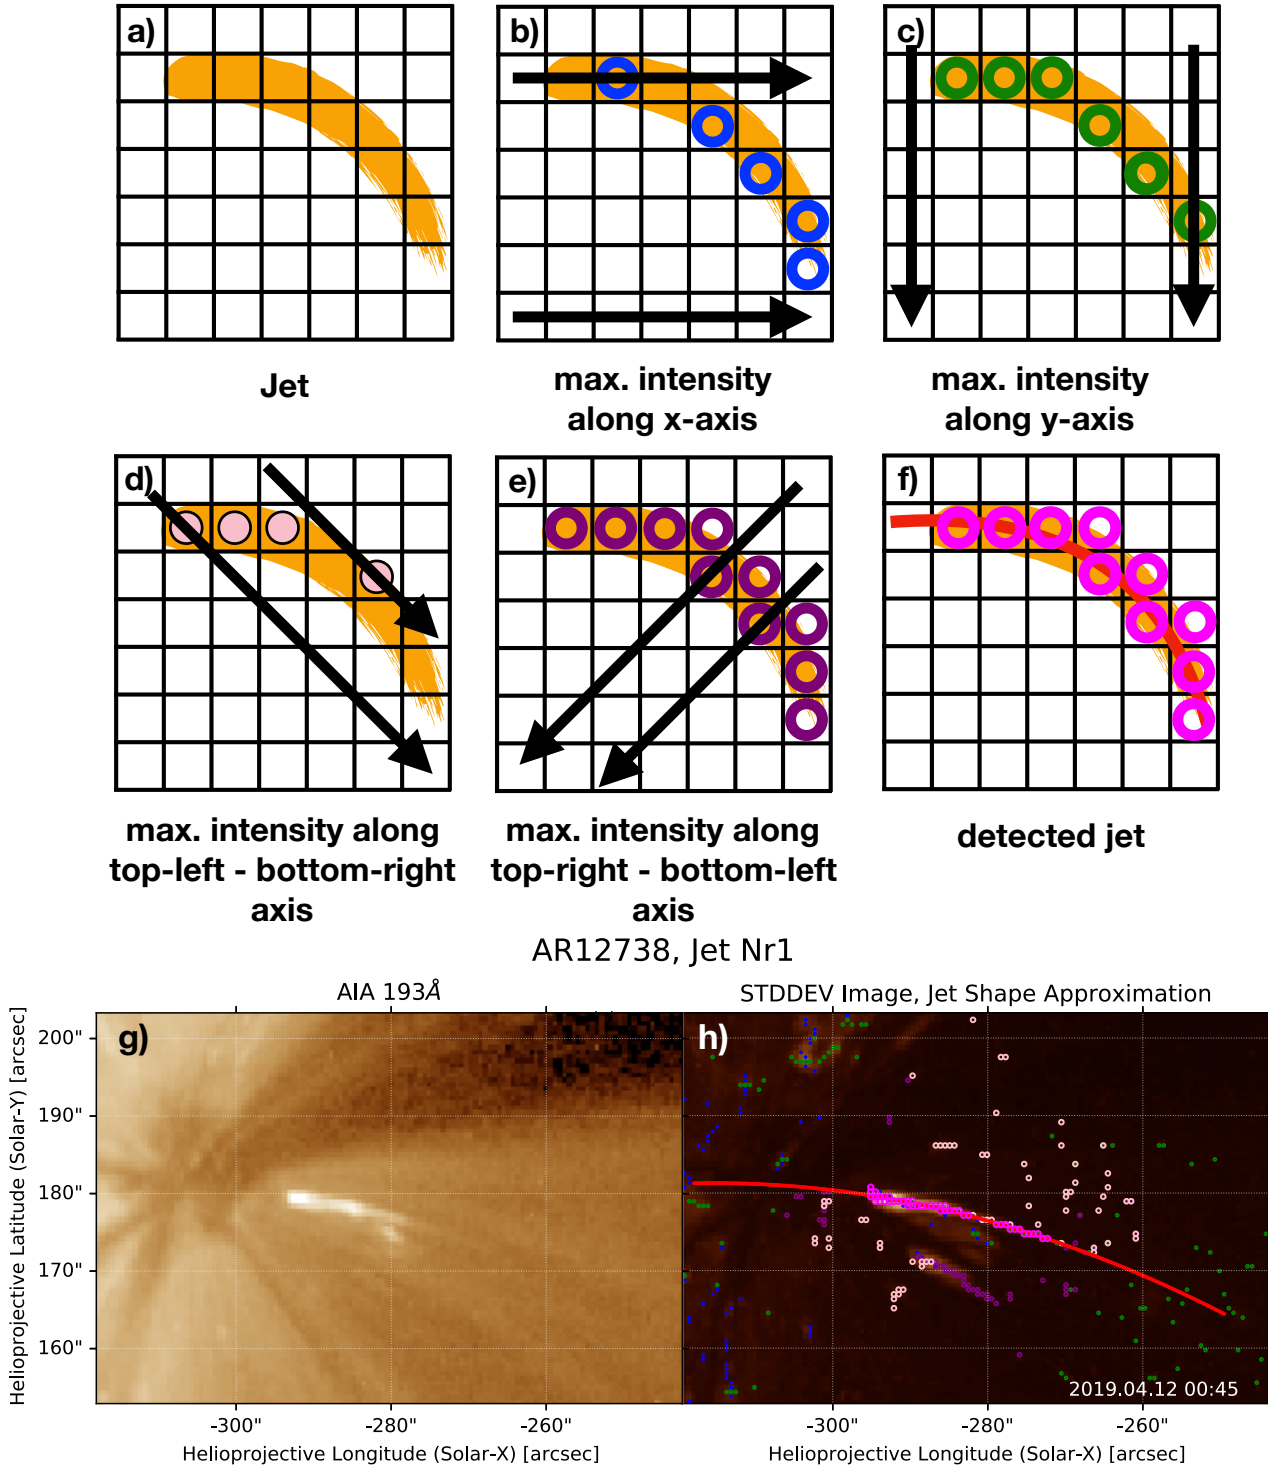 a)
b)
c)
Jet
max. intensity
along x-axis
max. intensity
along y-axis
d)
e)
f)
max. intensity along
top-left - bottom-right
axis
max. intensity along
top-right - bottom-left
axis
detected jet
AR12738, Jet Nr1
AIA 193Å
STDDEV Image, Jet Shape Approximation
g)
h)
Helioprojective Latitude (Solar-Y) [arcsec]
200"
190"
180"
170"
160"
2019.04.12 00:45
-300"
-280"
-260"
-300"
-280"
-260"
Helioprojective Longitude (Solar-X) [arcsec]
Helioprojective Longitude (Solar-X) [arcsec]